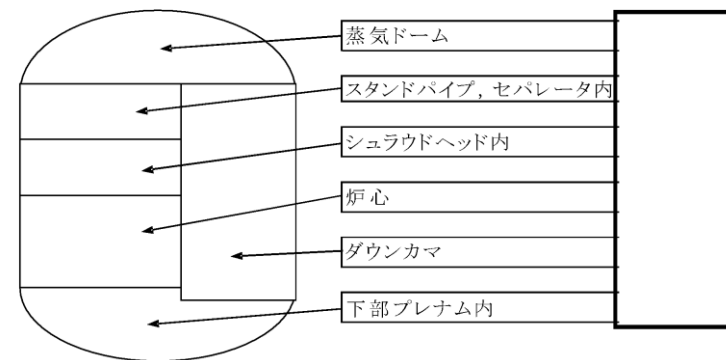 蒸気ドーム
スタンドパイプ, セパレータ内
シュラウドヘッド内
炉心
ダウンカマ
下部プレナム内